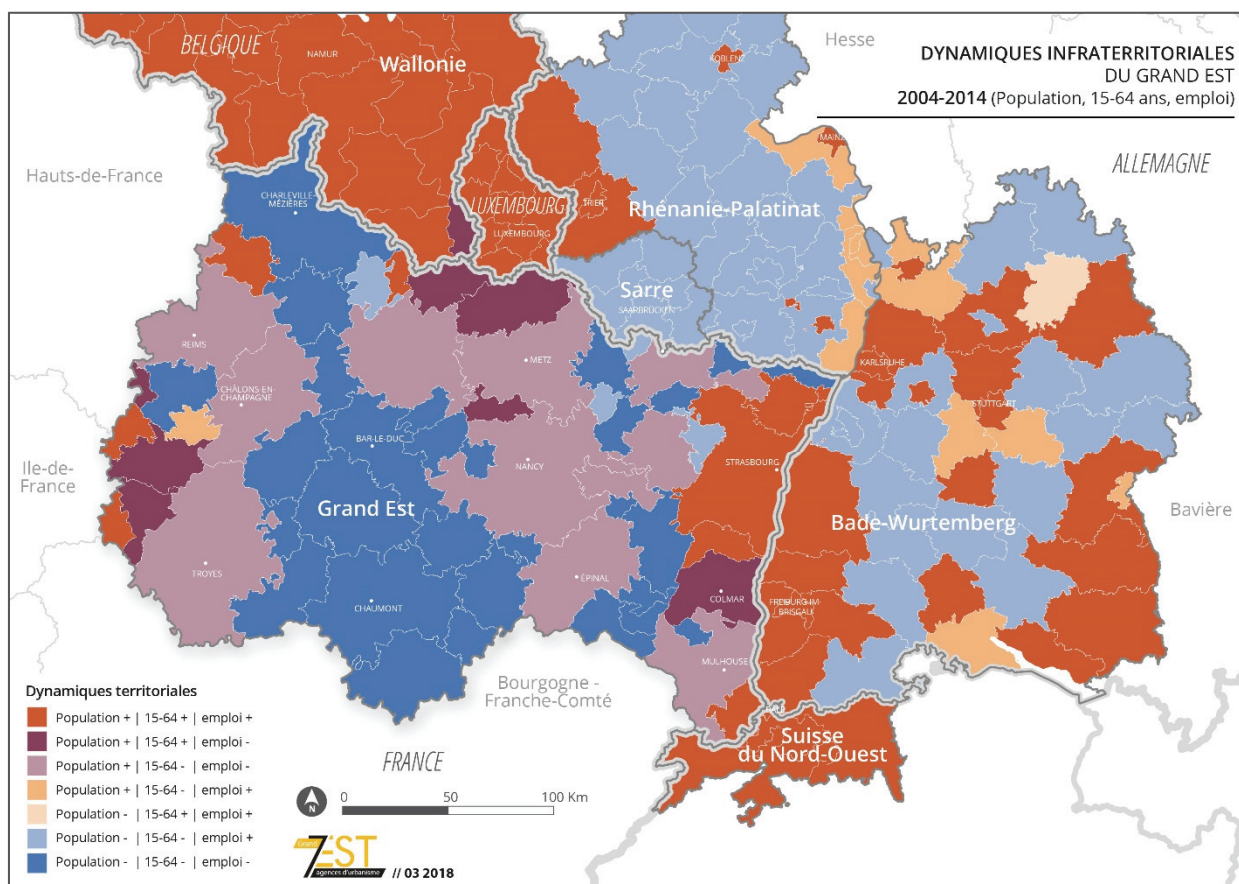 DYNAMIQUES INFRATERRITORIALES
DU GRAND EST
2004-2014 (Population, 15-64 ans, emploi)
BELGIQUE
NAMUR
Wallonie
KOBLENZ
Hesse
MAINZ
ALLEMAGNE
Hauts-de-France
CHARLEVILLE-
MÉZIÈRES
LUXEMBOURG
LUXEMBOURG
TRIER
Rhénanie-Palatinat
Sarre
SAARBRÜCKEN
REIMS
METZ
KARLSRUHE
CHÂLONS-EN-
CHAMPAGNE
STUTTGART
BAR-LE-DUC
NANCY
STRASBOURG
Ile-de-
France
Grand Est
Bade-Wurtemberg
Bavière
TROYES
ÉPINAL
CHAUMONT
COLMAR
FREIBURG-IM-
BRISGAU
MULHOUSE
Bourgogne -
Franche-Comté
Suisse
du Nord-Ouest
FRANCE
Dynamiques territoriales
Population + | 15-64 + | emploi +
Population + | 15-64 + | emploi -
Population + | 15-64 - | emploi -
Population + | 15-64 - | emploi +
Population - | 15-64 + | emploi +
Population - | 15-64 - | emploi +
Population - | 15-64 - | emploi -
N
0 50 100 Km
Grand
7EST
agences d'urbanisme
// 03 2018